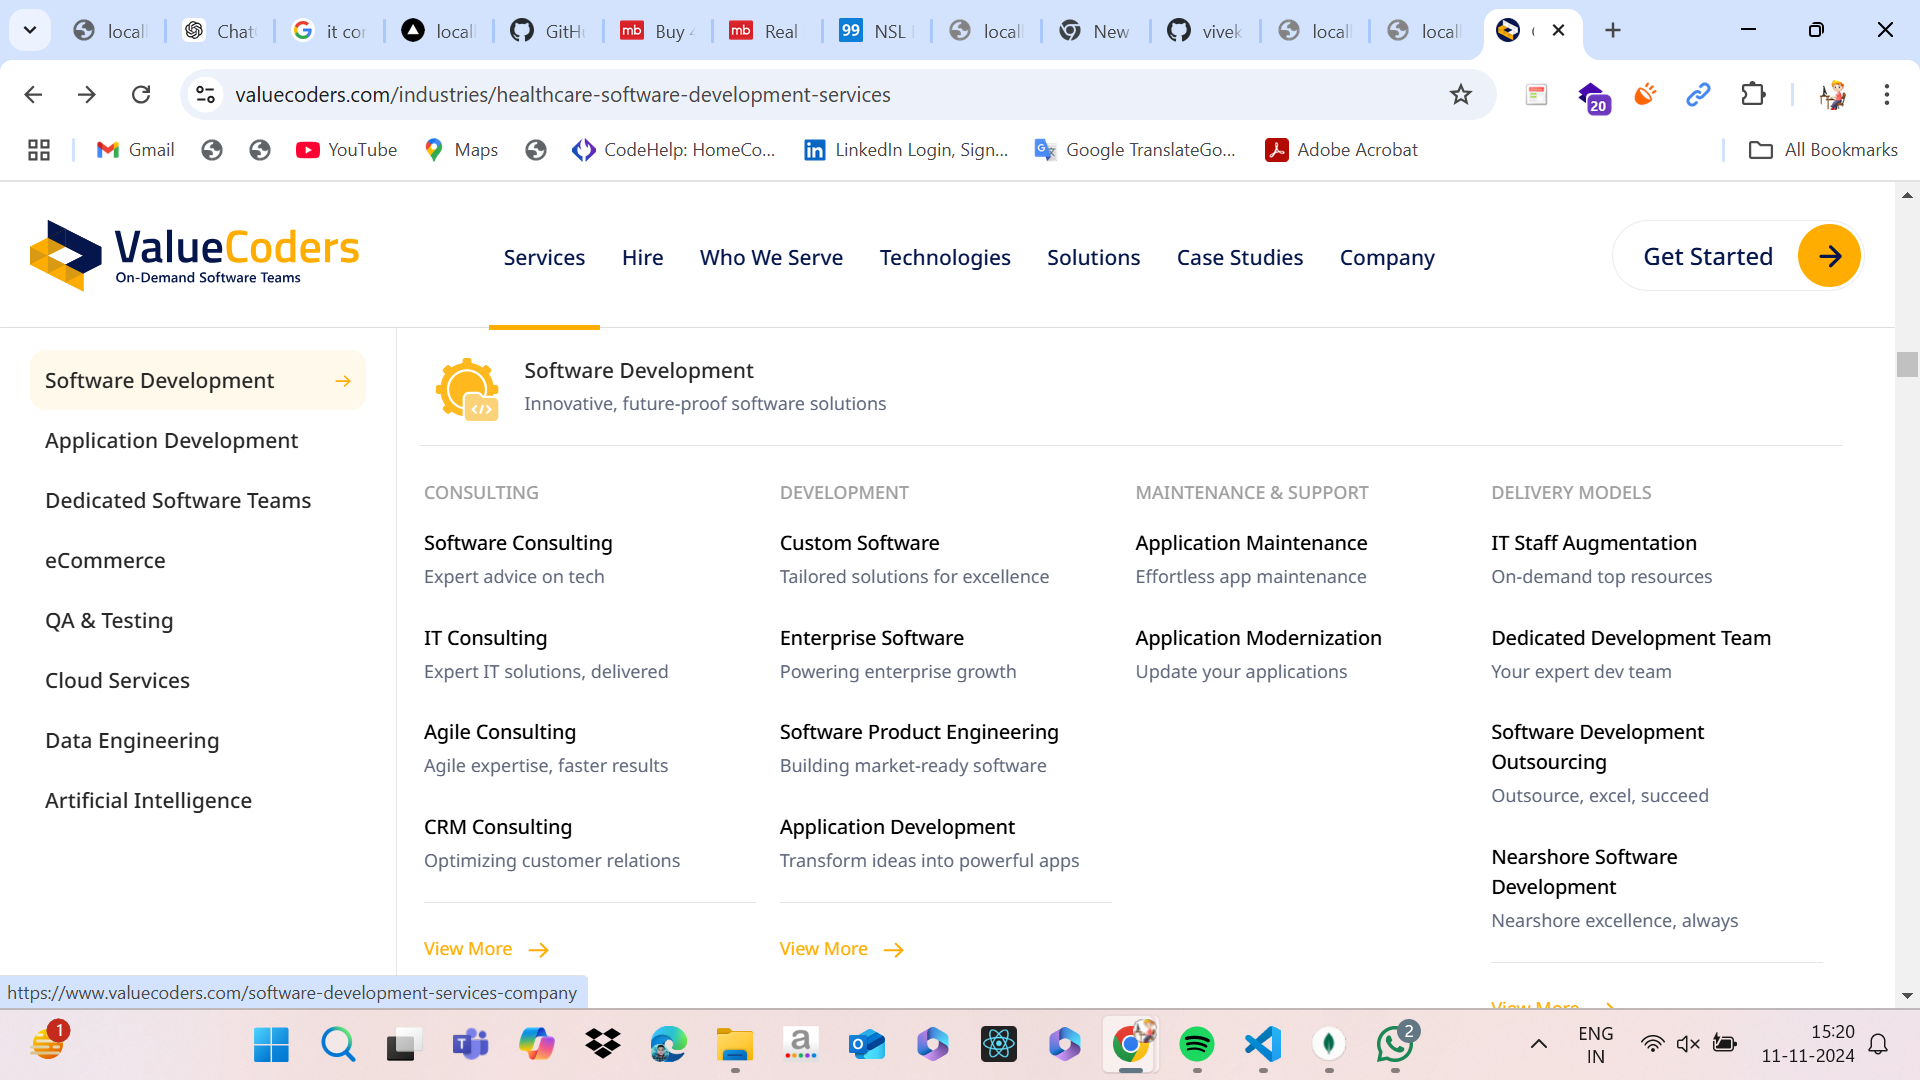 locall
Chat
it cor
locall
GitHu
Buy
Real
NSL
locall
New
vivek
locall
locall
valuecoders.com/industries/healthcare-software-development-services
20
Gmail
YouTube
Maps
CodeHelp: HomeCo...
LinkedIn Login, Sign...
Google TranslateGo...
Adobe Acrobat
All Bookmarks
ValueCoders
On-Demand Software Teams
Services
Hire
Who We Serve
Technologies
Solutions
Case Studies
Company
Get Started
Software Development
Application Development
Dedicated Software Teams
eCommerce
QA & Testing
Cloud Services
Data Engineering
Artificial Intelligence
Software Development
Innovative, future-proof software solutions
CONSULTING
Software Consulting
Expert advice on tech
IT Consulting
Expert IT solutions, delivered
Agile Consulting
Agile expertise, faster results
CRM Consulting
Optimizing customer relations
View More
DEVELOPMENT
Custom Software
Tailored solutions for excellence
Enterprise Software
Powering enterprise growth
Software Product Engineering
Building market-ready software
Application Development
Transform ideas into powerful apps
View More
MAINTENANCE & SUPPORT
Application Maintenance
Effortless app maintenance
Application Modernization
Update your applications
DELIVERY MODELS
IT Staff Augmentation
On-demand top resources
Dedicated Development Team
Your expert dev team
Software Development
Outsourcing
Outsource, excel, succeed
Nearshore Software
Development
Nearshore excellence, always
View More
https://www.valuecoders.com/software-development-services-company
1
2
ENG
IN
15:20
11-11-2024